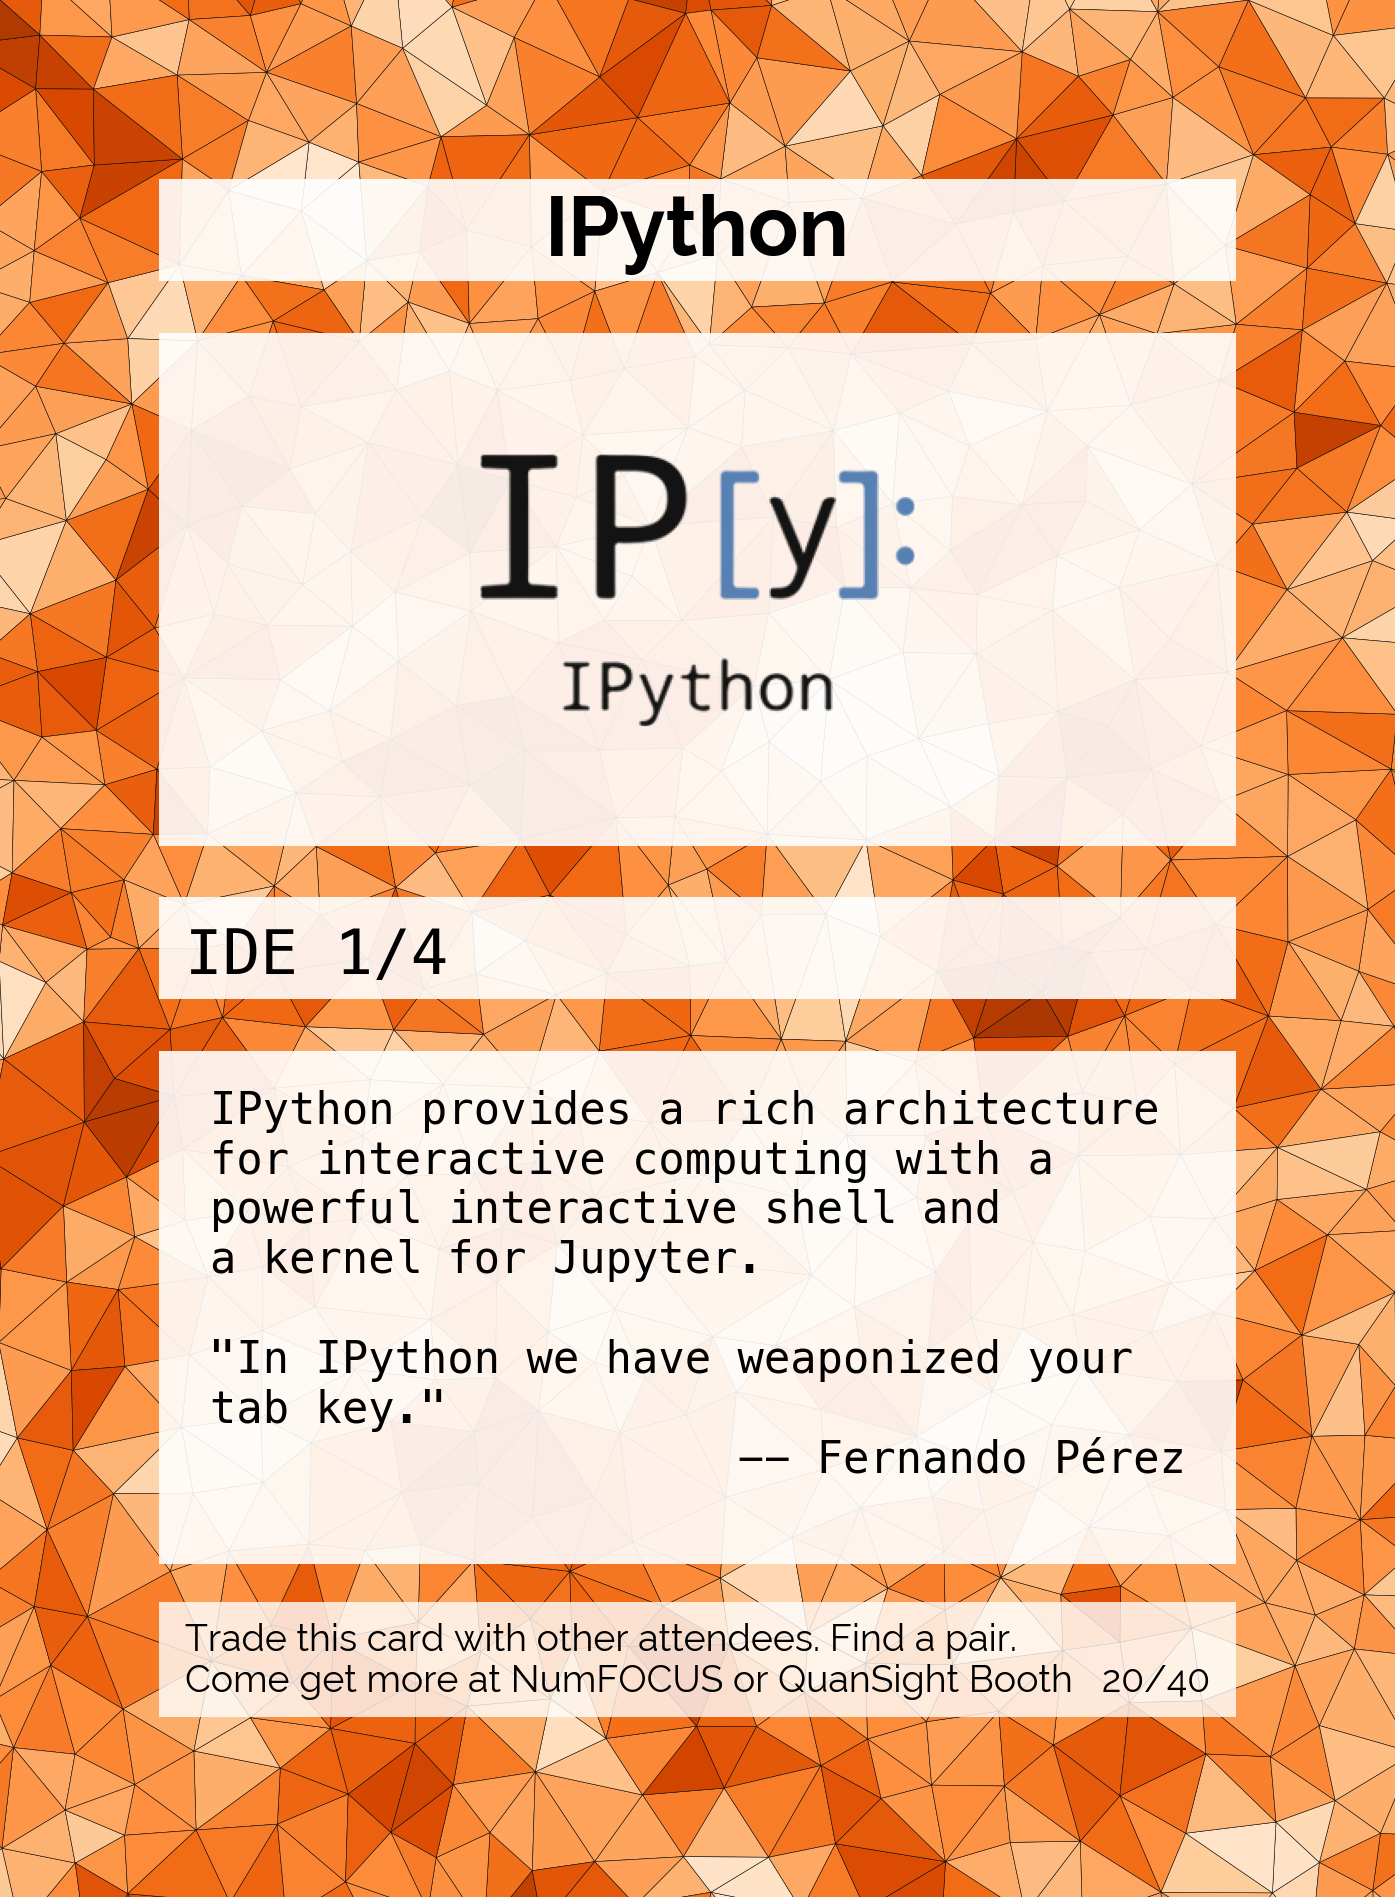 IPython
IP[y]:
IPython
IDE 1/4
IPython provides a rich architecture
for interactive computing with a
powerful interactive shell and
a kernel for Jupyter.
"In IPython we have weaponized your
tab key."
-- Fernando Pérez
Trade this card with other attendees. Find a pair.
Come get more at NumFOCUS or QuanSight Booth 20/40